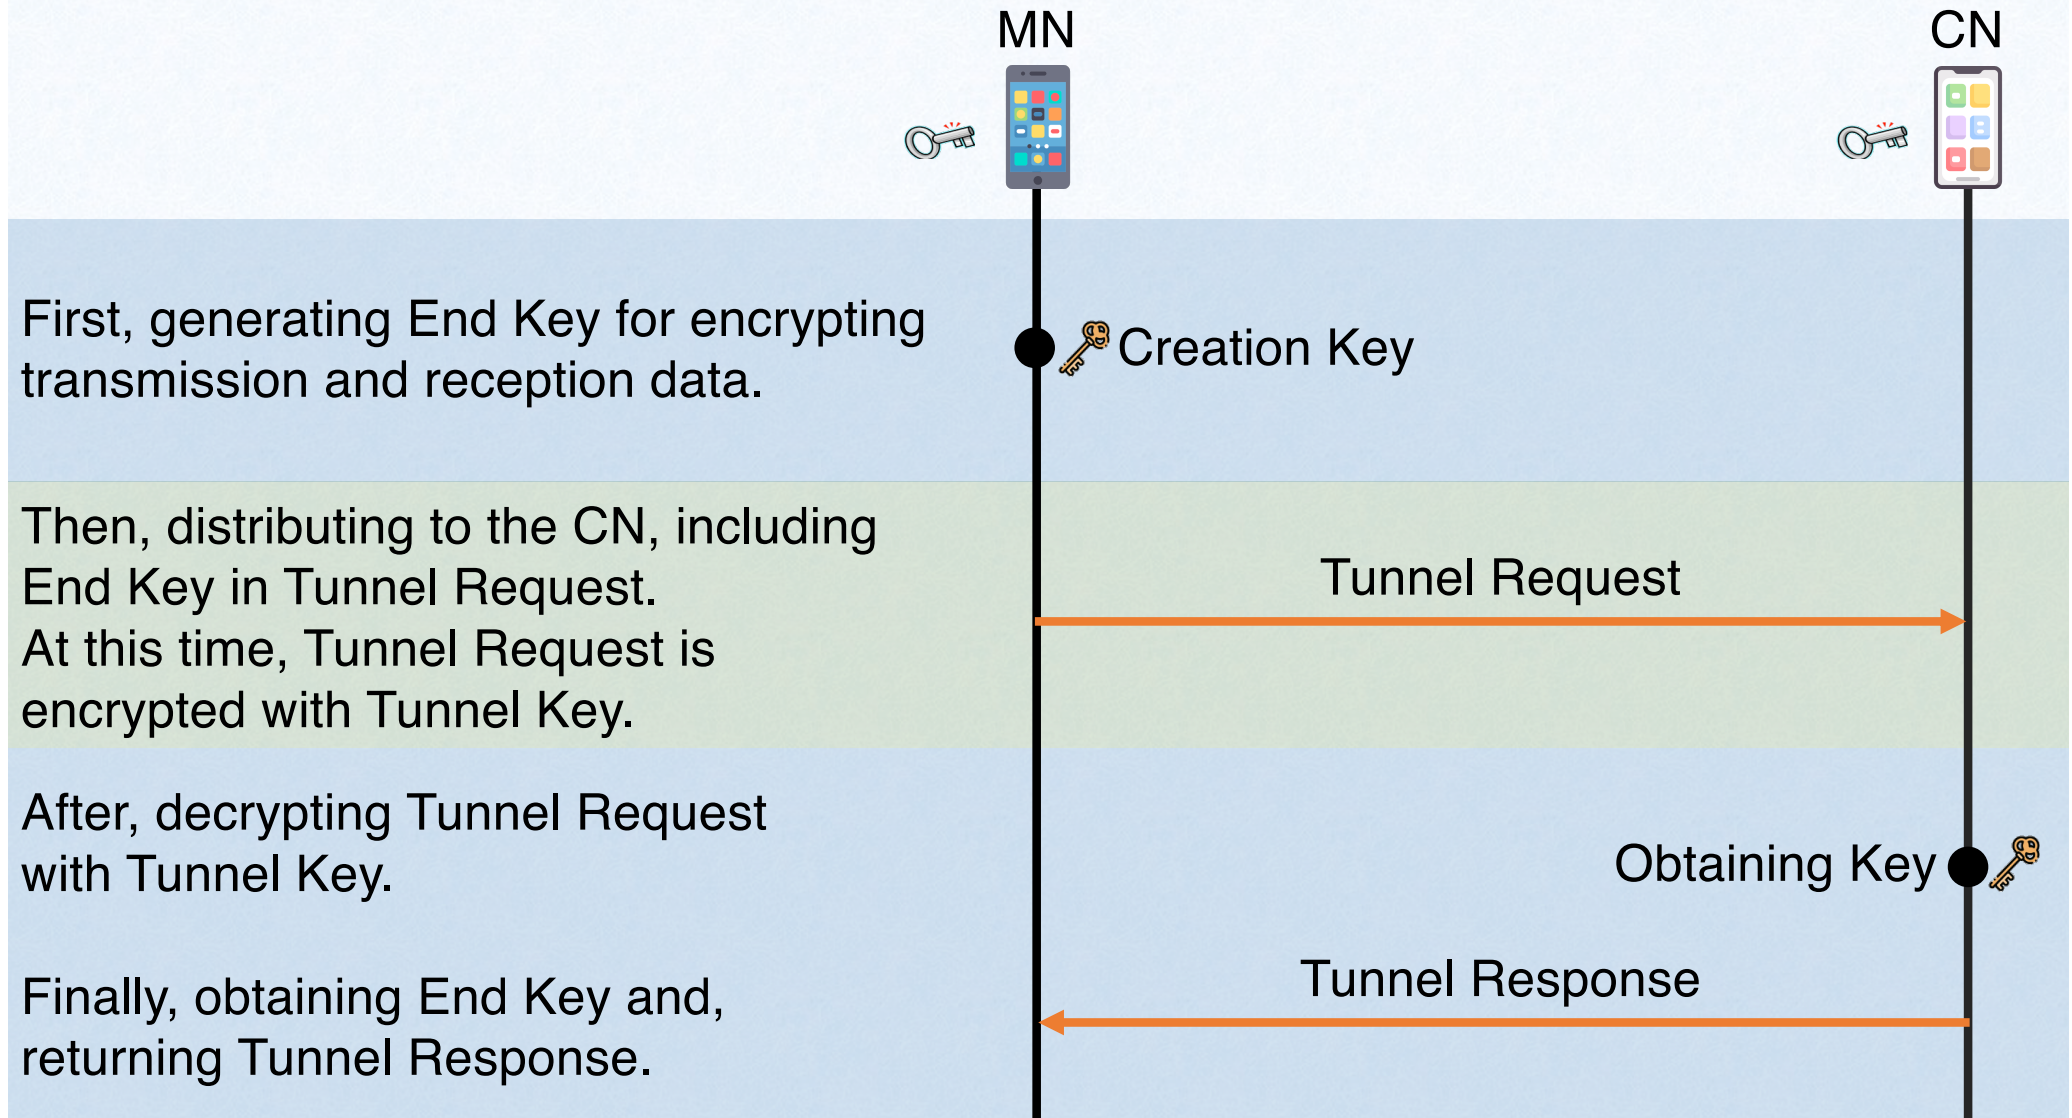 MN
CN
First, generating End Key for encrypting
transmission and reception data.
Creation Key
Then, distributing to the CN, including
End Key in Tunnel Request.
At this time, Tunnel Request is
encrypted with Tunnel Key.
Tunnel Request
After, decrypting Tunnel Request
with Tunnel Key.
Obtaining Key
Finally, obtaining End Key and,
returning Tunnel Response.
Tunnel Response